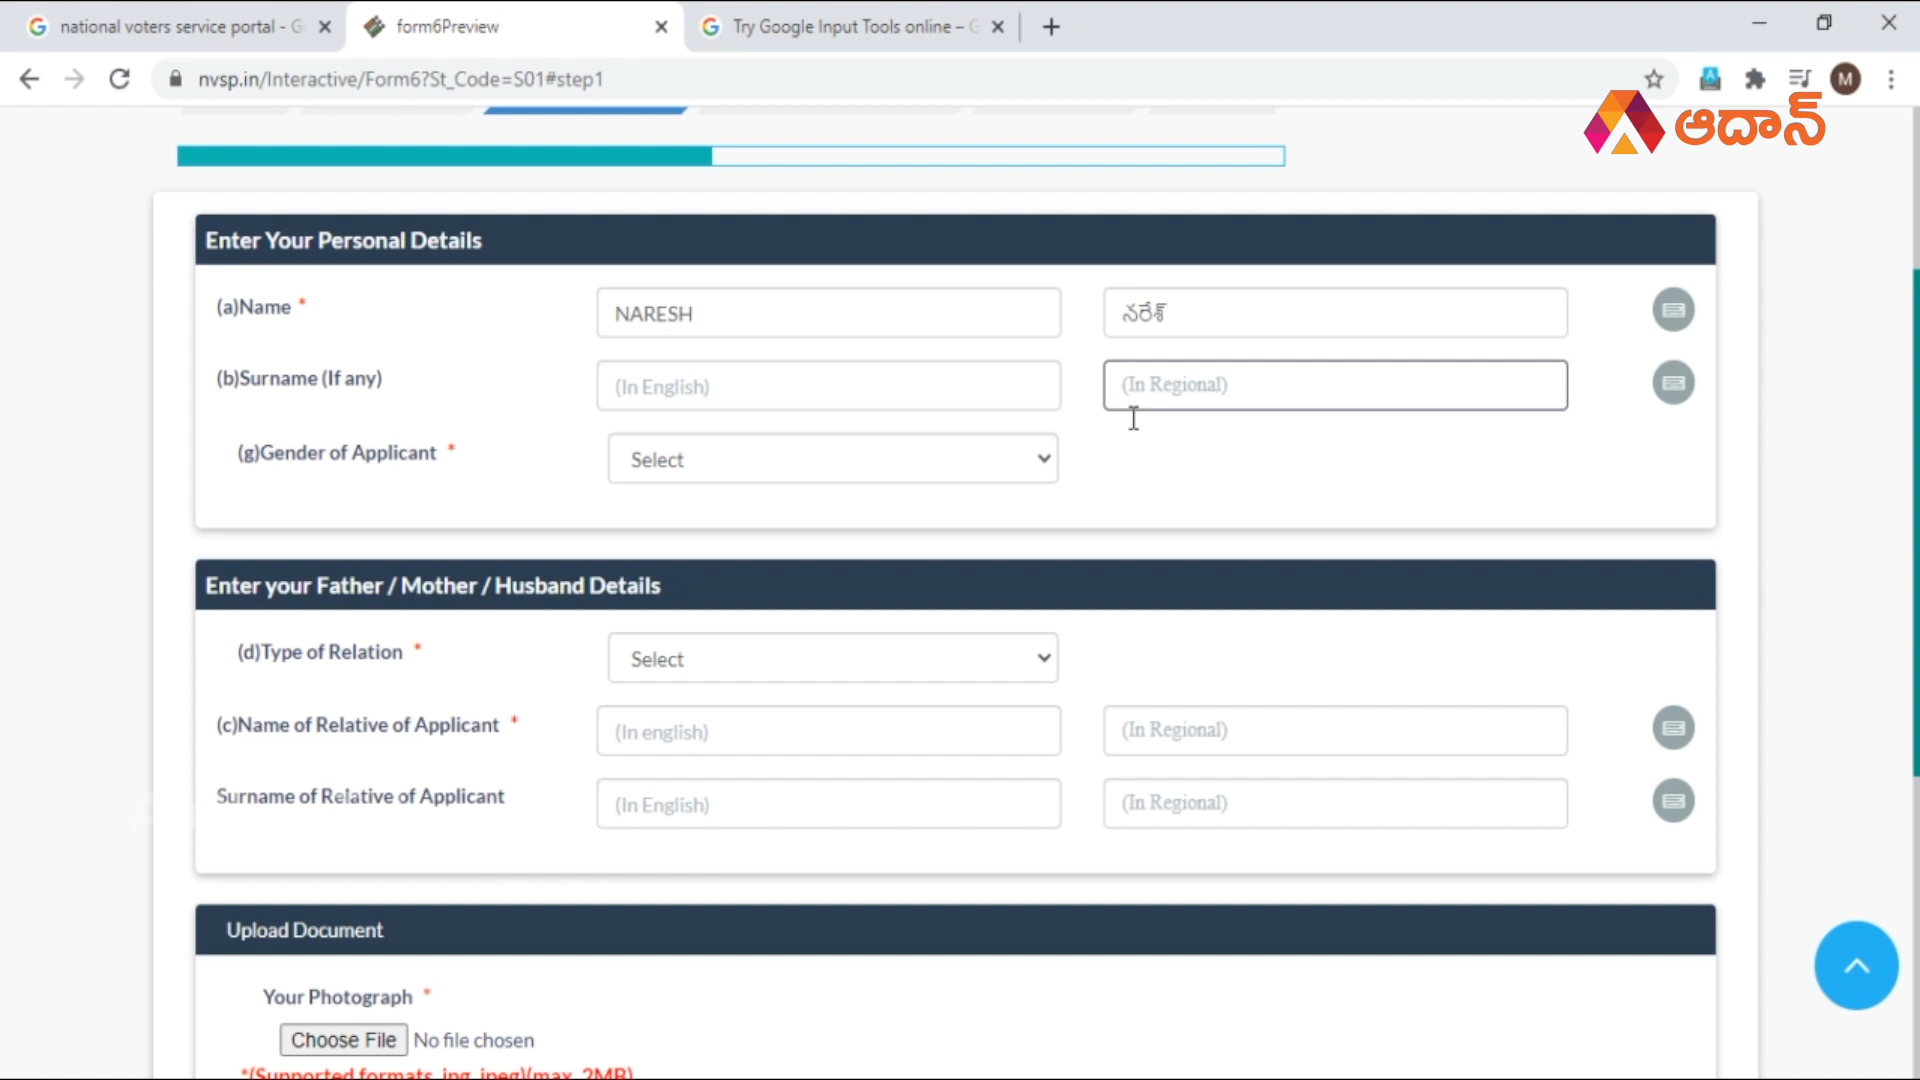 national voters service portal - G
form6Preview
Try Google Input Tools online – G
nvsp.in/Interactive/Form6?St_Code=S01#step1
M
ఆదాన్
Enter Your Personal Details
(a)Name *
NARESH
నరేశ్
(b)Surname (If any)
(In English)
(In Regional)
(g)Gender of Applicant *
Select
Enter your Father / Mother / Husband Details
(d)Type of Relation *
Select
(c)Name of Relative of Applicant *
(In english)
(In Regional)
Surname of Relative of Applicant
(In English)
(In Regional)
Upload Document
Your Photograph *
Choose File No file chosen
*(Supported formats jpg, jpeg)(max 2MB)